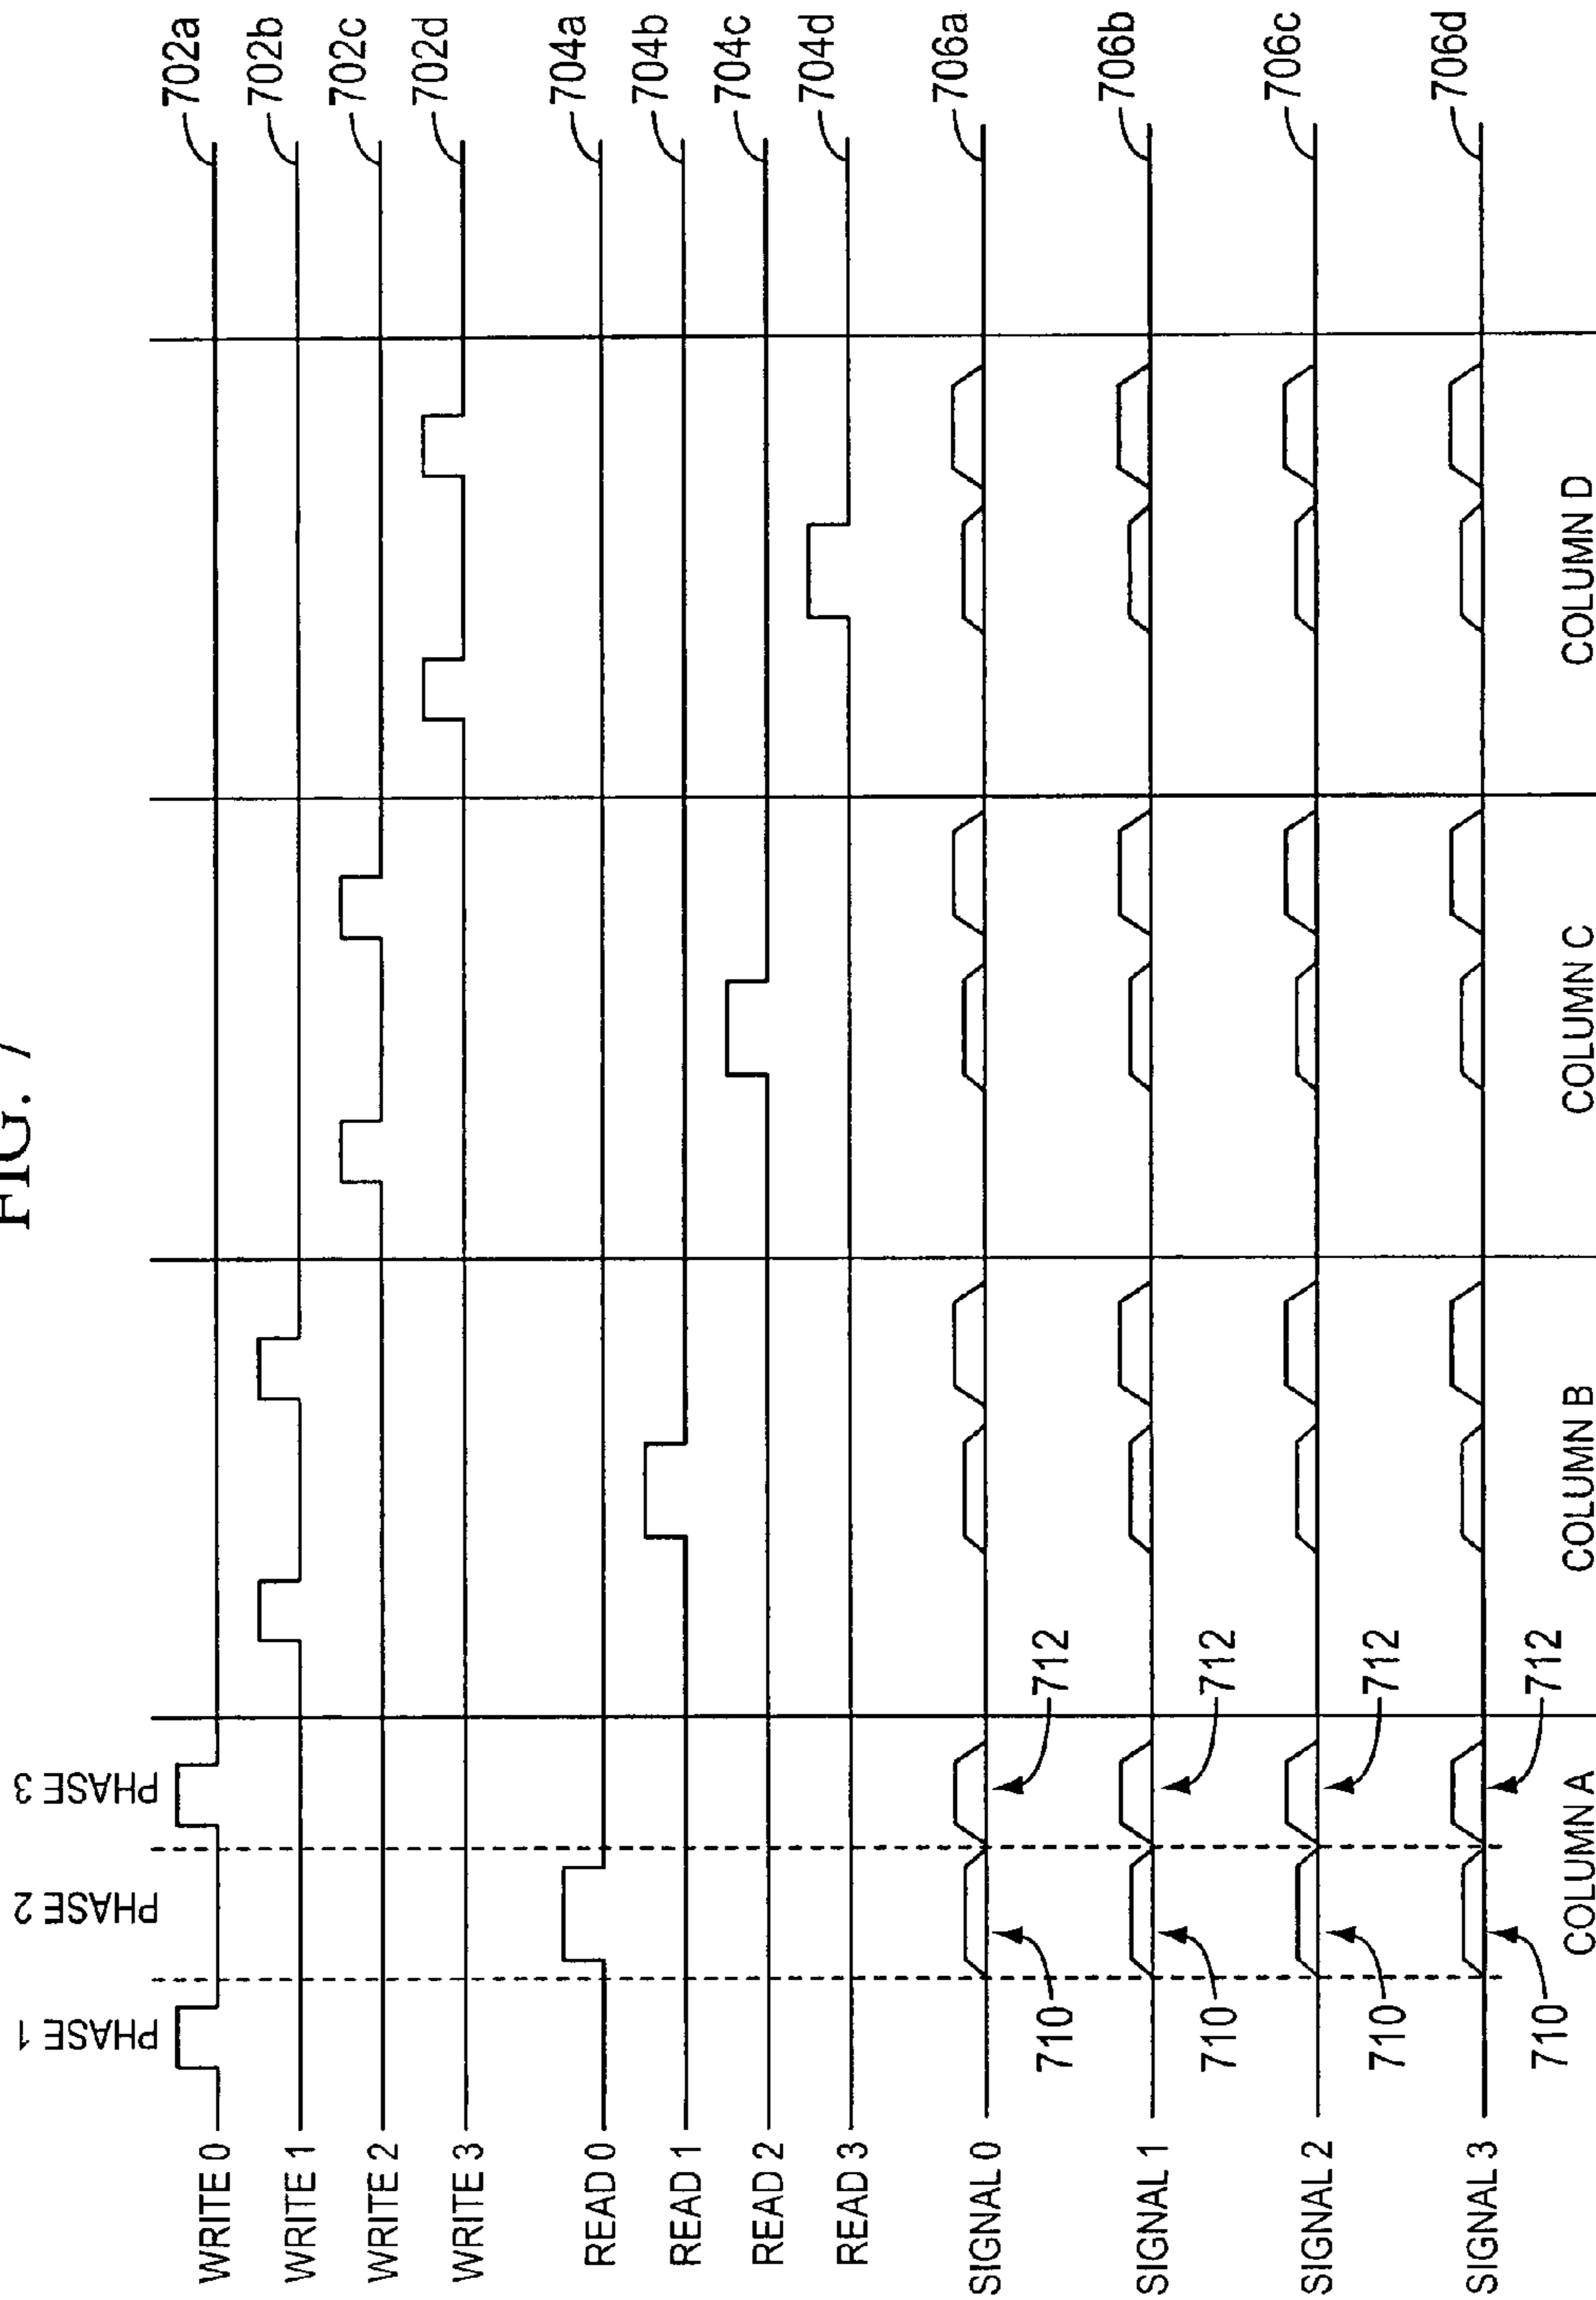 FIG. 7
PHASE 1 PHASE 2 PHASE 3
WRITE 0 702a
WRITE 1 702b
WRITE 2 702c
WRITE 3 702d
READ 0 704a
READ 1 704b
READ 2 704c
READ 3 704d
SIGNAL 0 706a
710 712
SIGNAL 1 706b
710 712
SIGNAL 2 706c
710 712
SIGNAL 3 706d
710 712
COLUMN A COLUMN B COLUMN C COLUMN D